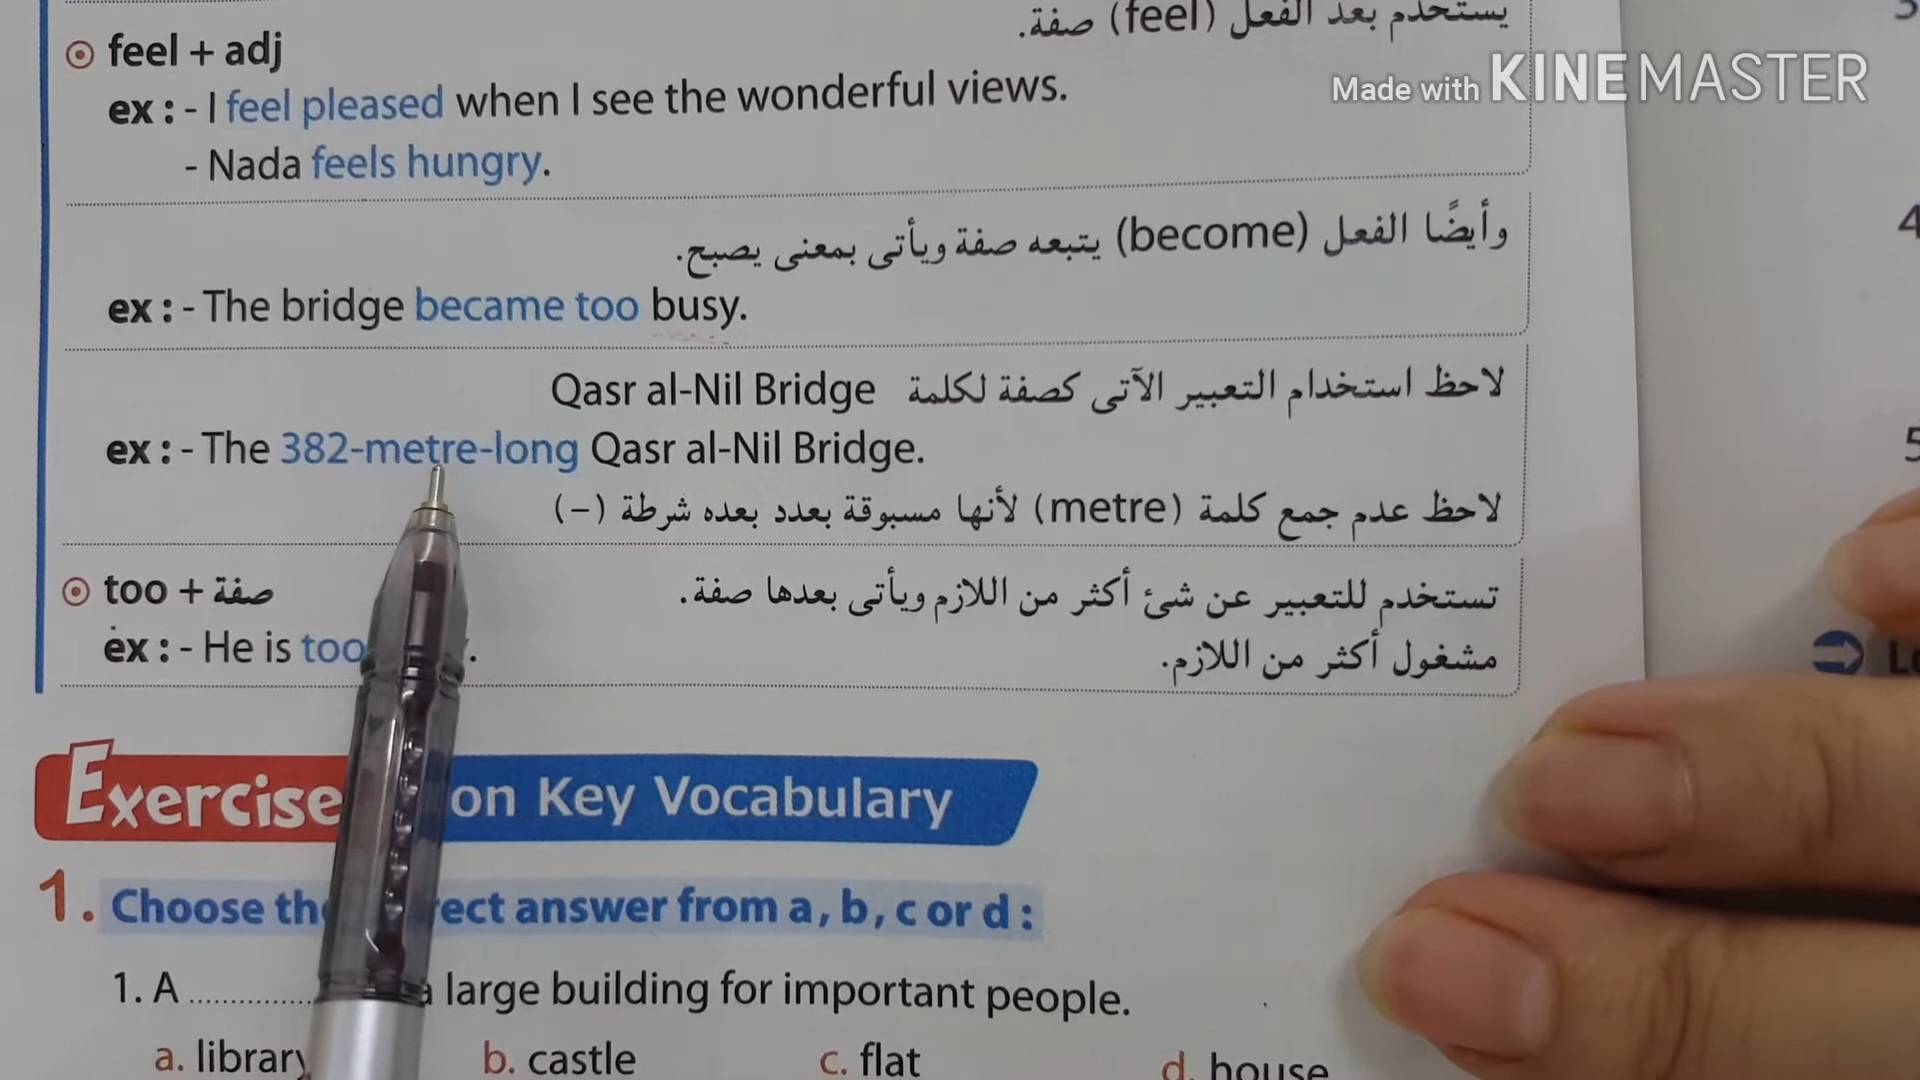 يستخدم بعد الفعل (feel) صفة.
Made with KINEMASTER
feel + adj
ex : - I feel pleased when I see the wonderful views.
- Nada feels hungry.
وأيضًا الفعل (become) يتبعه صفة ويأتى بمعنى يصبح.
ex : - The bridge became too busy.
لاحظ استخدام التعبير الآتى كصفة لكلمة Qasr al-Nil Bridge
ex : - The 382-metre-long Qasr al-Nil Bridge.
لاحظ عدم جمع كلمة (metre) لأنها مسبوقة بعدد بعده شرطة (-)
too + صفة تستخدم للتعبير عن شئ أكثر من اللازم ويأتى بعدها صفة.
ex : - He is too . مشغول أكثر من اللازم.
Exercise on Key Vocabulary
1. Choose the answer from a, b, c or d :
1. A .............. a large building for important people.
a. library b. castle c. flat d. house
4
5